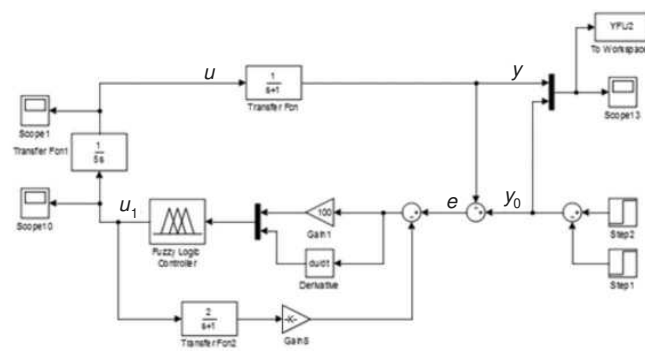 YFU2
To Workspace
u
1
s+1
Transfer Fcn
y
Scope1
Scope13
Transfer Fcn1
1
5s
Scope10
u1
Fuzzy Logic
Controller
100
Gain1
du/dt
Derivative
e
y0
Step2
Step1
2
s+1
Transfer Fcn2
-K-
Gain5